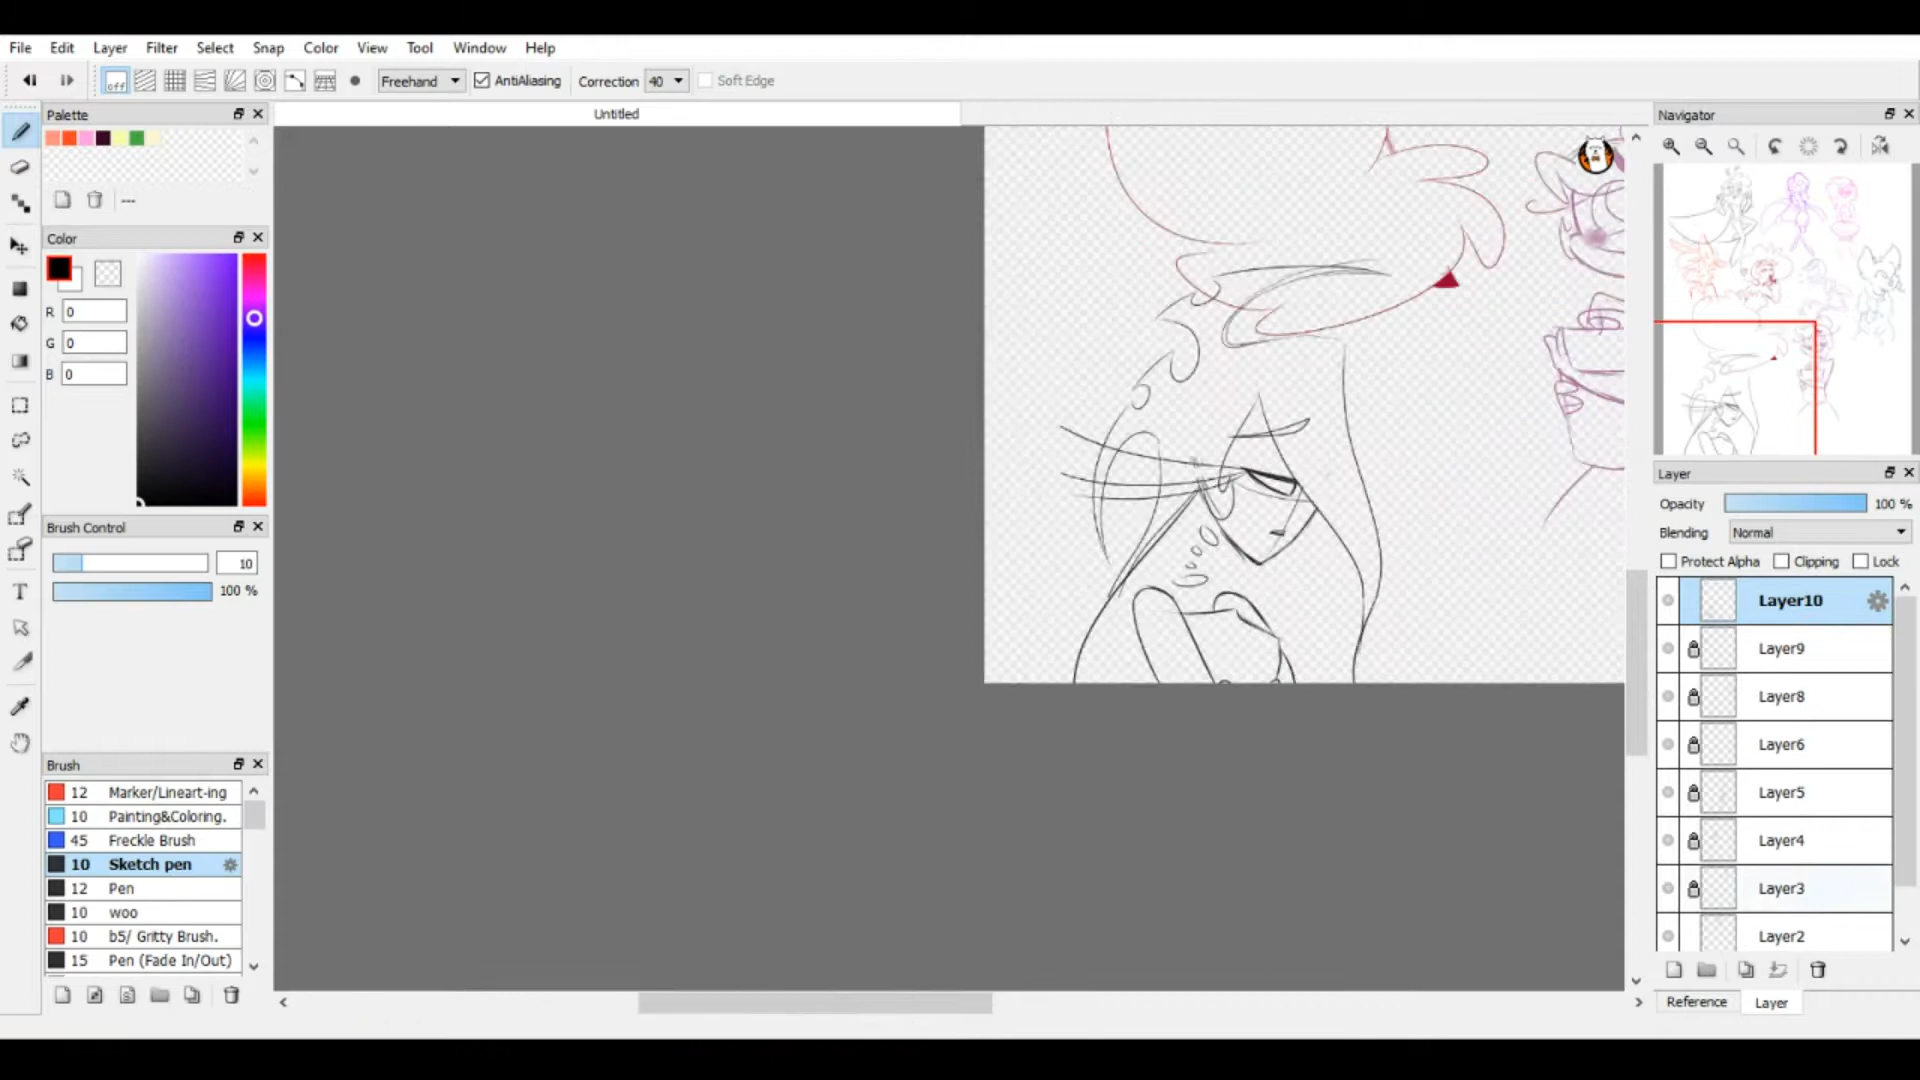 File Edit Layer Filter Select Snap Color View Tool Window Help
off Freehand AntiAliasing Correction 40 Soft Edge
Palette
Untitled
Navigator
---
Color
R 0
G 0
B 0
Brush Control
10
100 %
Brush
12 Marker/Lineart-ing
10 Painting&Coloring.
45 Freckle Brush
10 Sketch pen
12 Pen
10 woo
10 b5/ Gritty Brush.
15 Pen (Fade In/Out)
Layer
Opacity 100 %
Blending Normal
Protect Alpha Clipping Lock
Layer10
Layer9
Layer8
Layer6
Layer5
Layer4
Layer3
Layer2
Reference Layer